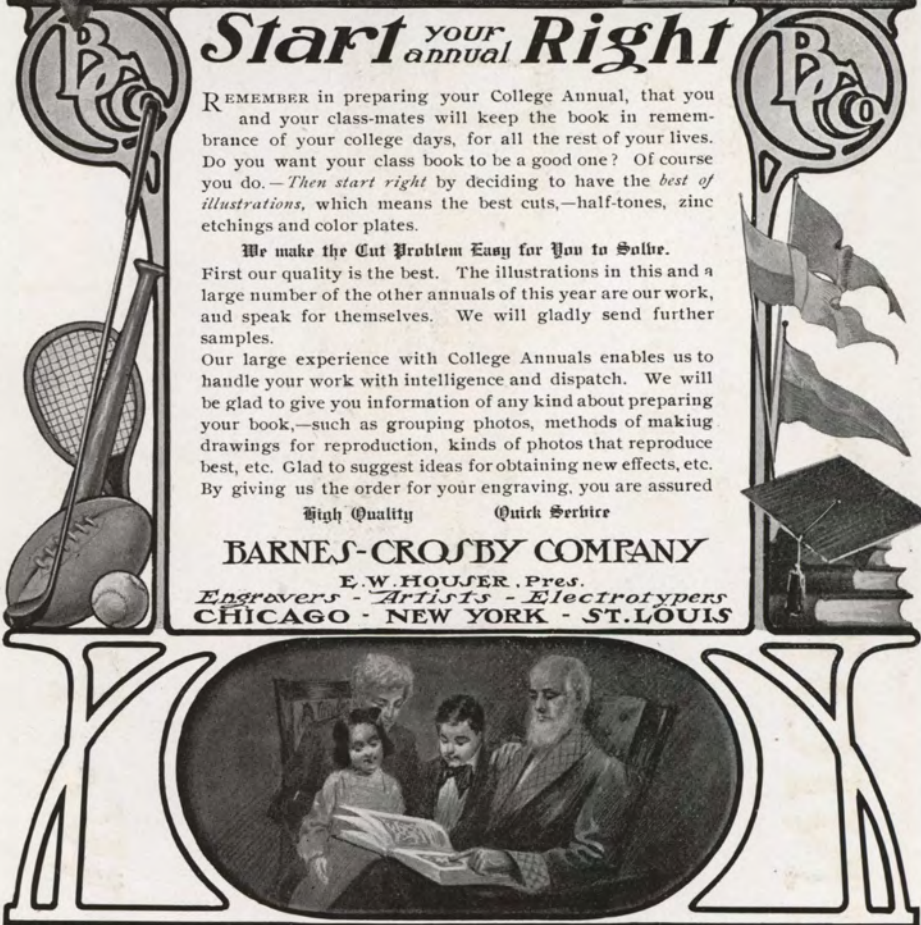 BCCo
BCCo
Start your annual Right
REMEMBER in preparing your College Annual, that you
and your class-mates will keep the book in remem-
brance of your college days, for all the rest of your lives.
Do you want your class book to be a good one? Of course
you do.—Then start right by deciding to have the best of
illustrations, which means the best cuts,—half-tones, zinc
etchings and color plates.
We make the Cut Problem Easy for You to Solve.
First our quality is the best. The illustrations in this and a
large number of the other annuals of this year are our work,
and speak for themselves. We will gladly send further
samples.
Our large experience with College Annuals enables us to
handle your work with intelligence and dispatch. We will
be glad to give you information of any kind about preparing
your book,—such as grouping photos, methods of makiug
drawings for reproduction, kinds of photos that reproduce
best, etc. Glad to suggest ideas for obtaining new effects, etc.
By giving us the order for your engraving, you are assured
High Quality Quick Service
BARNES-CROSBY COMPANY
E.W. HOUSER, Pres.
Engravers - Artists - Electrotypers
CHICAGO - NEW YORK - ST. LOUIS